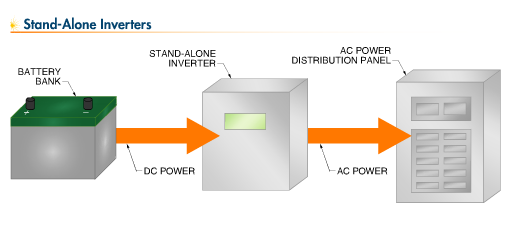 Stand-Alone Inverters
BATTERY
BANK
STAND-ALONE
INVERTER
AC POWER
DISTRIBUTION PANEL
DC POWER
AC POWER